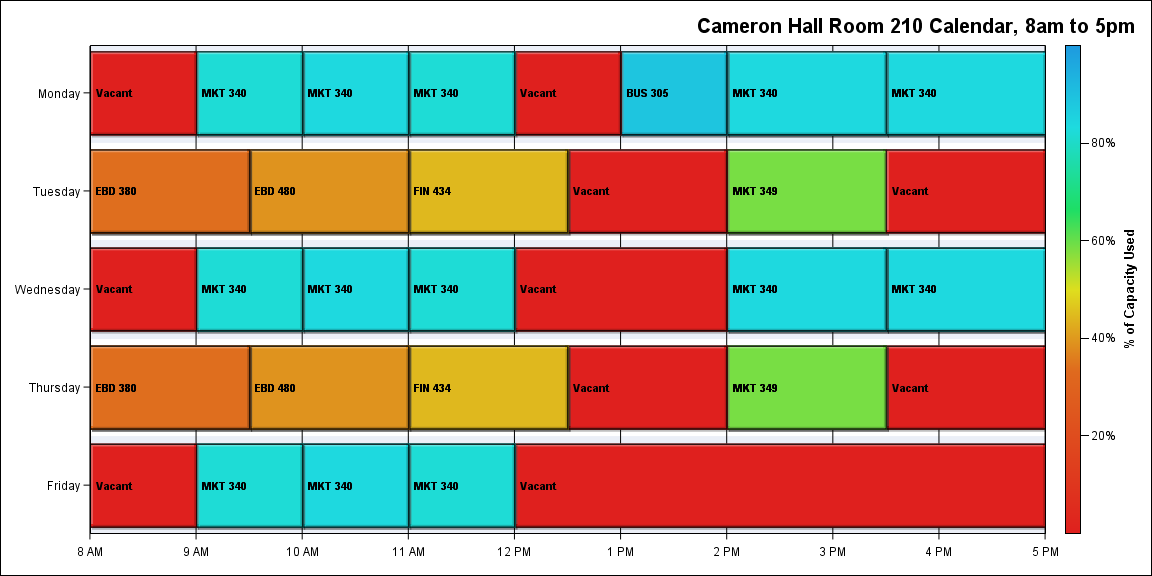 Cameron Hall Room 210 Calendar, 8am to 5pm
Monday
Vacant
MKT 340
MKT 340
MKT 340
Vacant
BUS 305
MKT 340
MKT 340
Tuesday
EBD 380
EBD 480
FIN 434
Vacant
MKT 349
Vacant
Wednesday
Vacant
MKT 340
MKT 340
MKT 340
Vacant
MKT 340
MKT 340
Thursday
EBD 380
EBD 480
FIN 434
Vacant
MKT 349
Vacant
Friday
Vacant
MKT 340
MKT 340
MKT 340
Vacant
8 AM
9 AM
10 AM
11 AM
12 PM
1 PM
2 PM
3 PM
4 PM
5 PM
80%
60%
40%
20%
% of Capacity Used